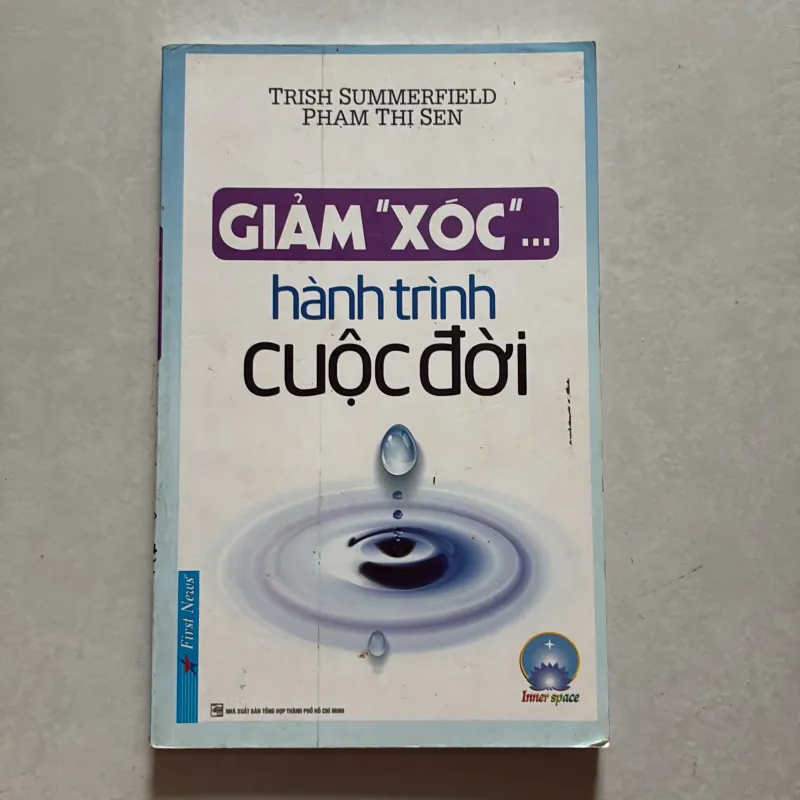 TRISH SUMMERFIELD
PHẠM THỊ SEN
GIẢM "XÓC"...
hành trình
cuộc đời
First News
Inner space
NHÀ XUẤT BẢN TỔNG HỢP THÀNH PHỐ HỒ CHÍ MINH